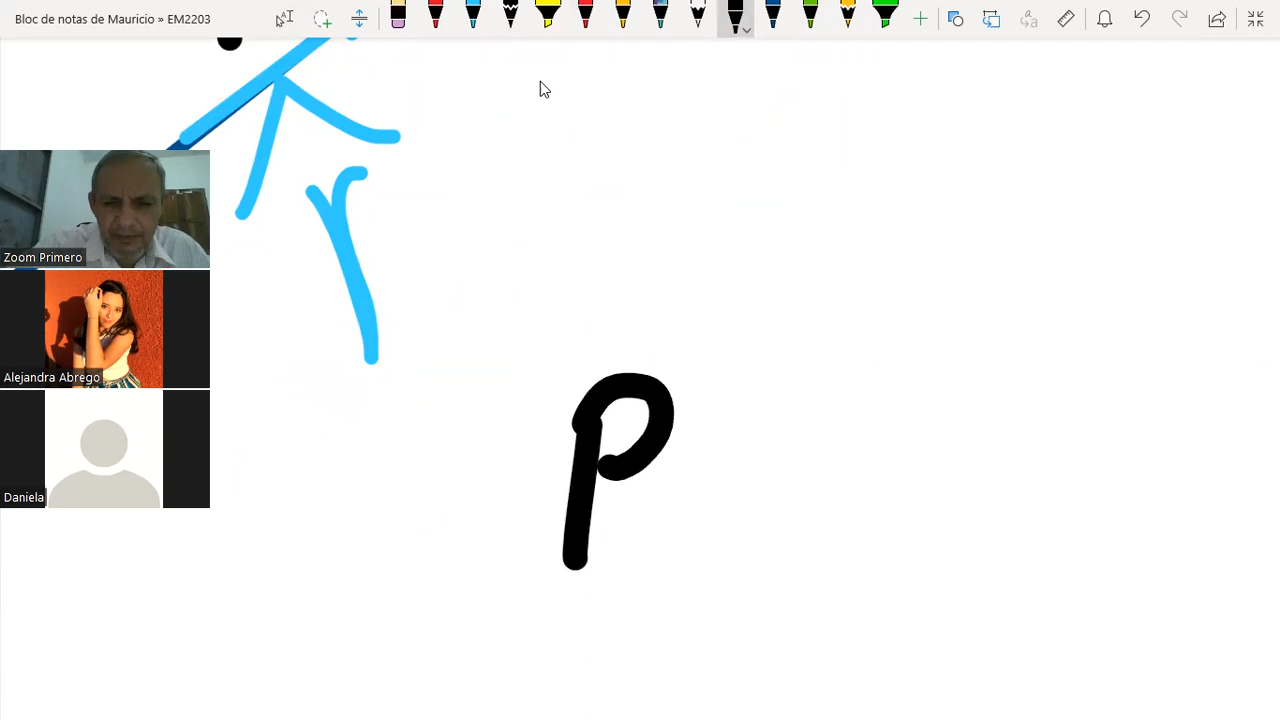 Bloc de notas de Mauricio » EM2203
Zoom Primero
Alejandra Abrego
Daniela
r
P